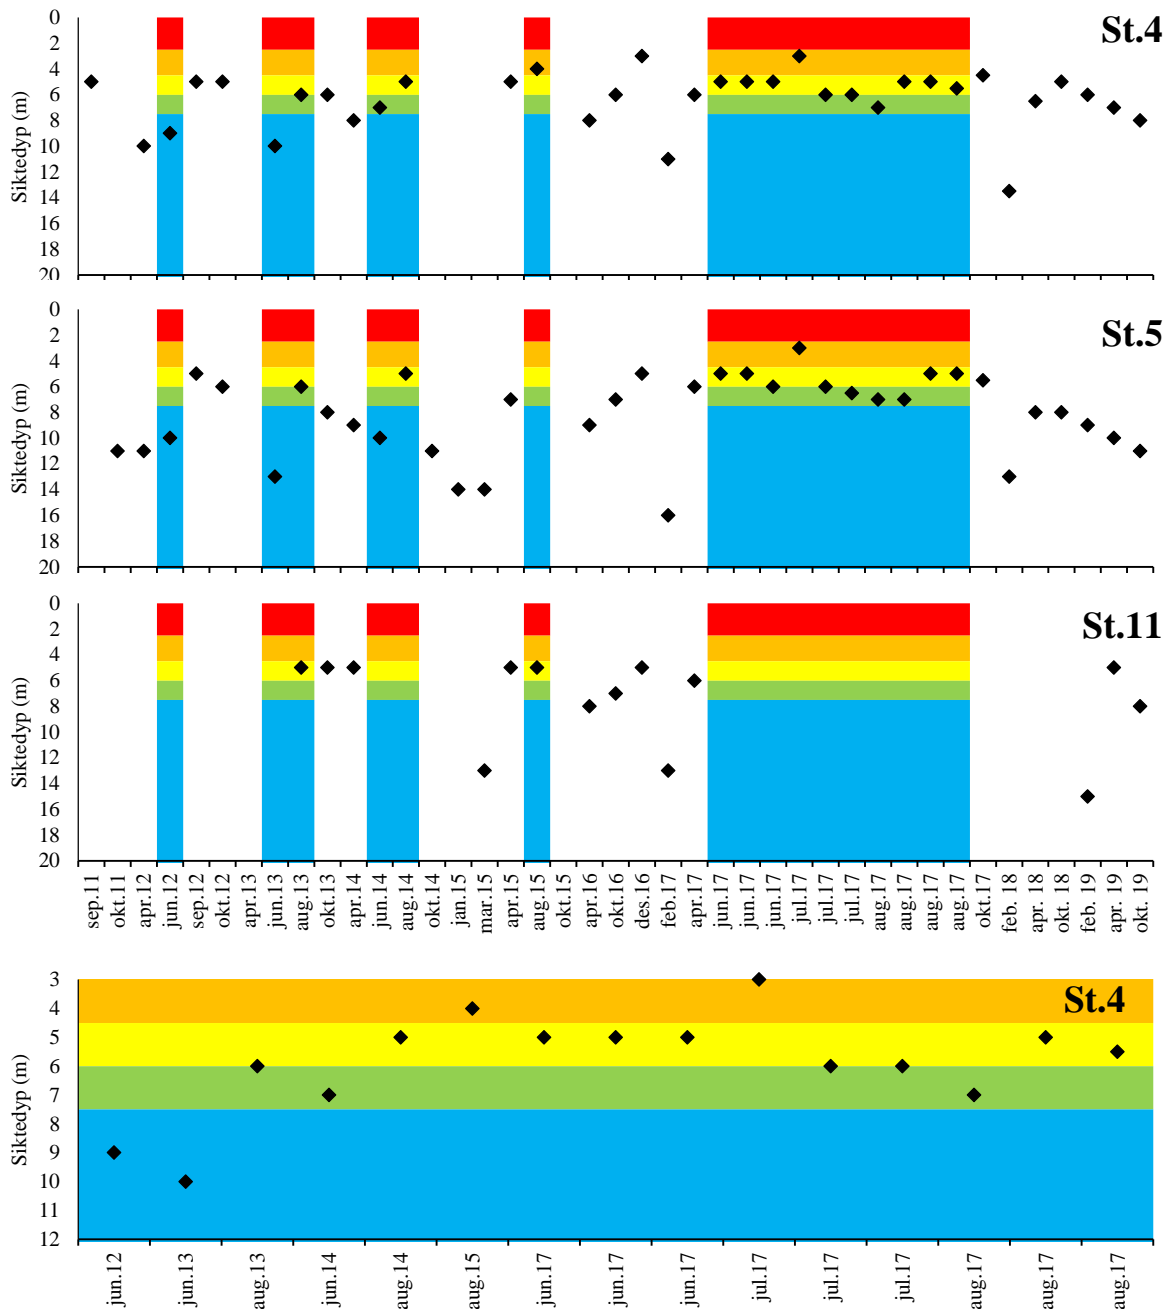 St.4
Siktedyp (m)
0
2
4
6
8
10
12
14
16
18
20
St.5
Siktedyp (m)
0
2
4
6
8
10
12
14
16
18
20
St.11
Siktedyp (m)
0
2
4
6
8
10
12
14
16
18
20
sep.11
okt.11
apr.12
jun.12
sep.12
okt.12
apr.13
jun.13
aug.13
okt.13
apr.14
jun.14
aug.14
okt.14
jan.15
mar.15
apr.15
aug.15
okt.15
apr.16
okt.16
des.16
feb.17
apr.17
jun.17
jun.17
jun.17
jul.17
jul.17
jul.17
aug.17
aug.17
aug.17
aug.17
okt.17
feb. 18
apr. 18
okt. 18
feb. 19
apr. 19
okt. 19
St.4
Siktedyp (m)
3
4
5
6
7
8
9
10
11
12
jun.12
jun.13
aug.13
jun.14
aug.14
aug.15
jun.17
jun.17
jun.17
jul.17
jul.17
jul.17
aug.17
aug.17
aug.17